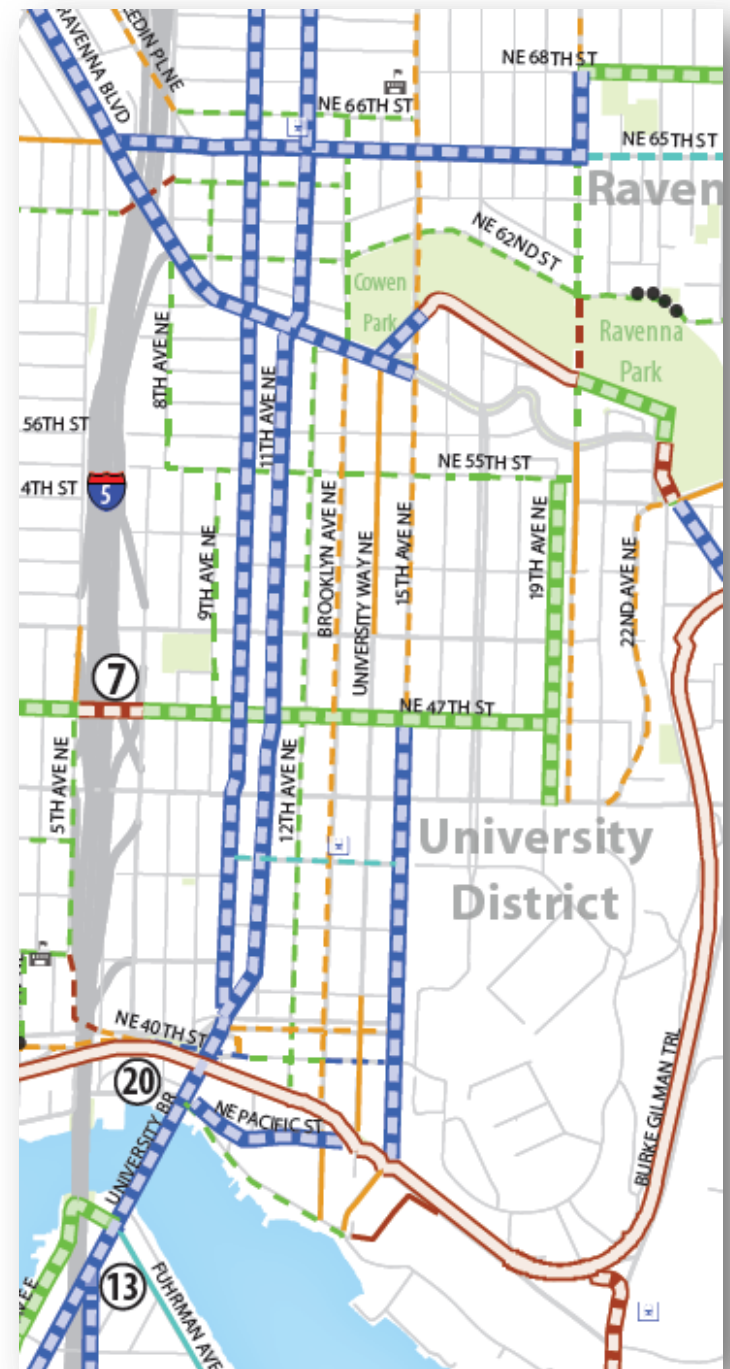 RAVENNA BLVD
EDIN PLNE
NE 68TH ST
NE 66TH ST
NE 65TH ST
Raven
NE 62ND ST
Cowen
Park
Ravenna
Park
8TH AVE NE
11TH AVE NE
56TH ST
NE 55TH ST
4TH ST
5
9TH AVE NE
BROOKLYN AVE NE
UNIVERSITY WAY NE
15TH AVE NE
19TH AVE NE
22ND AVE NE
7
NE 47TH ST
5TH AVE NE
12TH AVE NE
University
District
NE 40TH ST
20
NE PACIFIC ST
UNIVERSITY BR
BURKE GILMAN TRL
13
FUHRMAN AVE